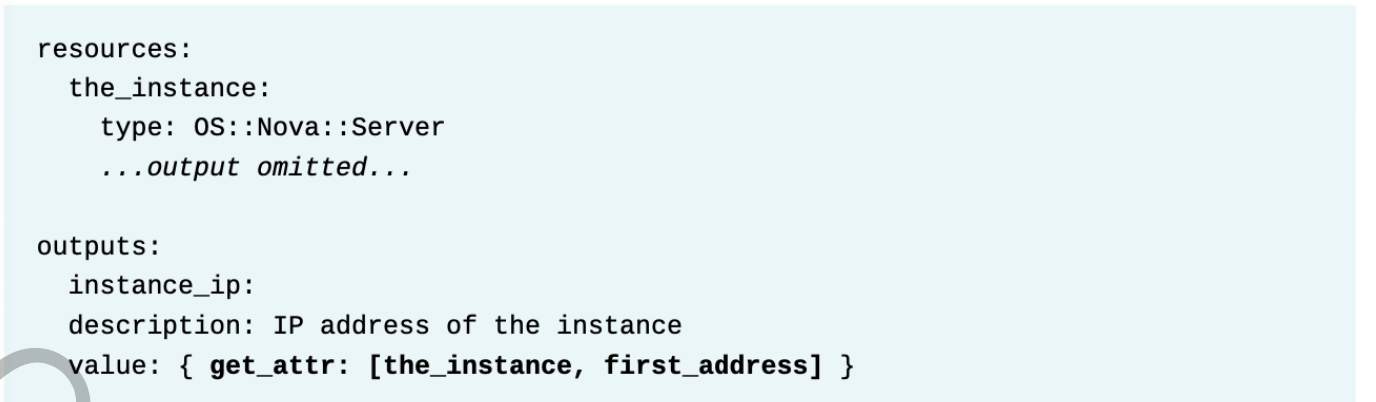 resources:
  the_instance:
    type: OS::Nova::Server
    ...output omitted...

outputs:
  instance_ip:
  description: IP address of the instance
  value: { get_attr: [the_instance, first_address] }